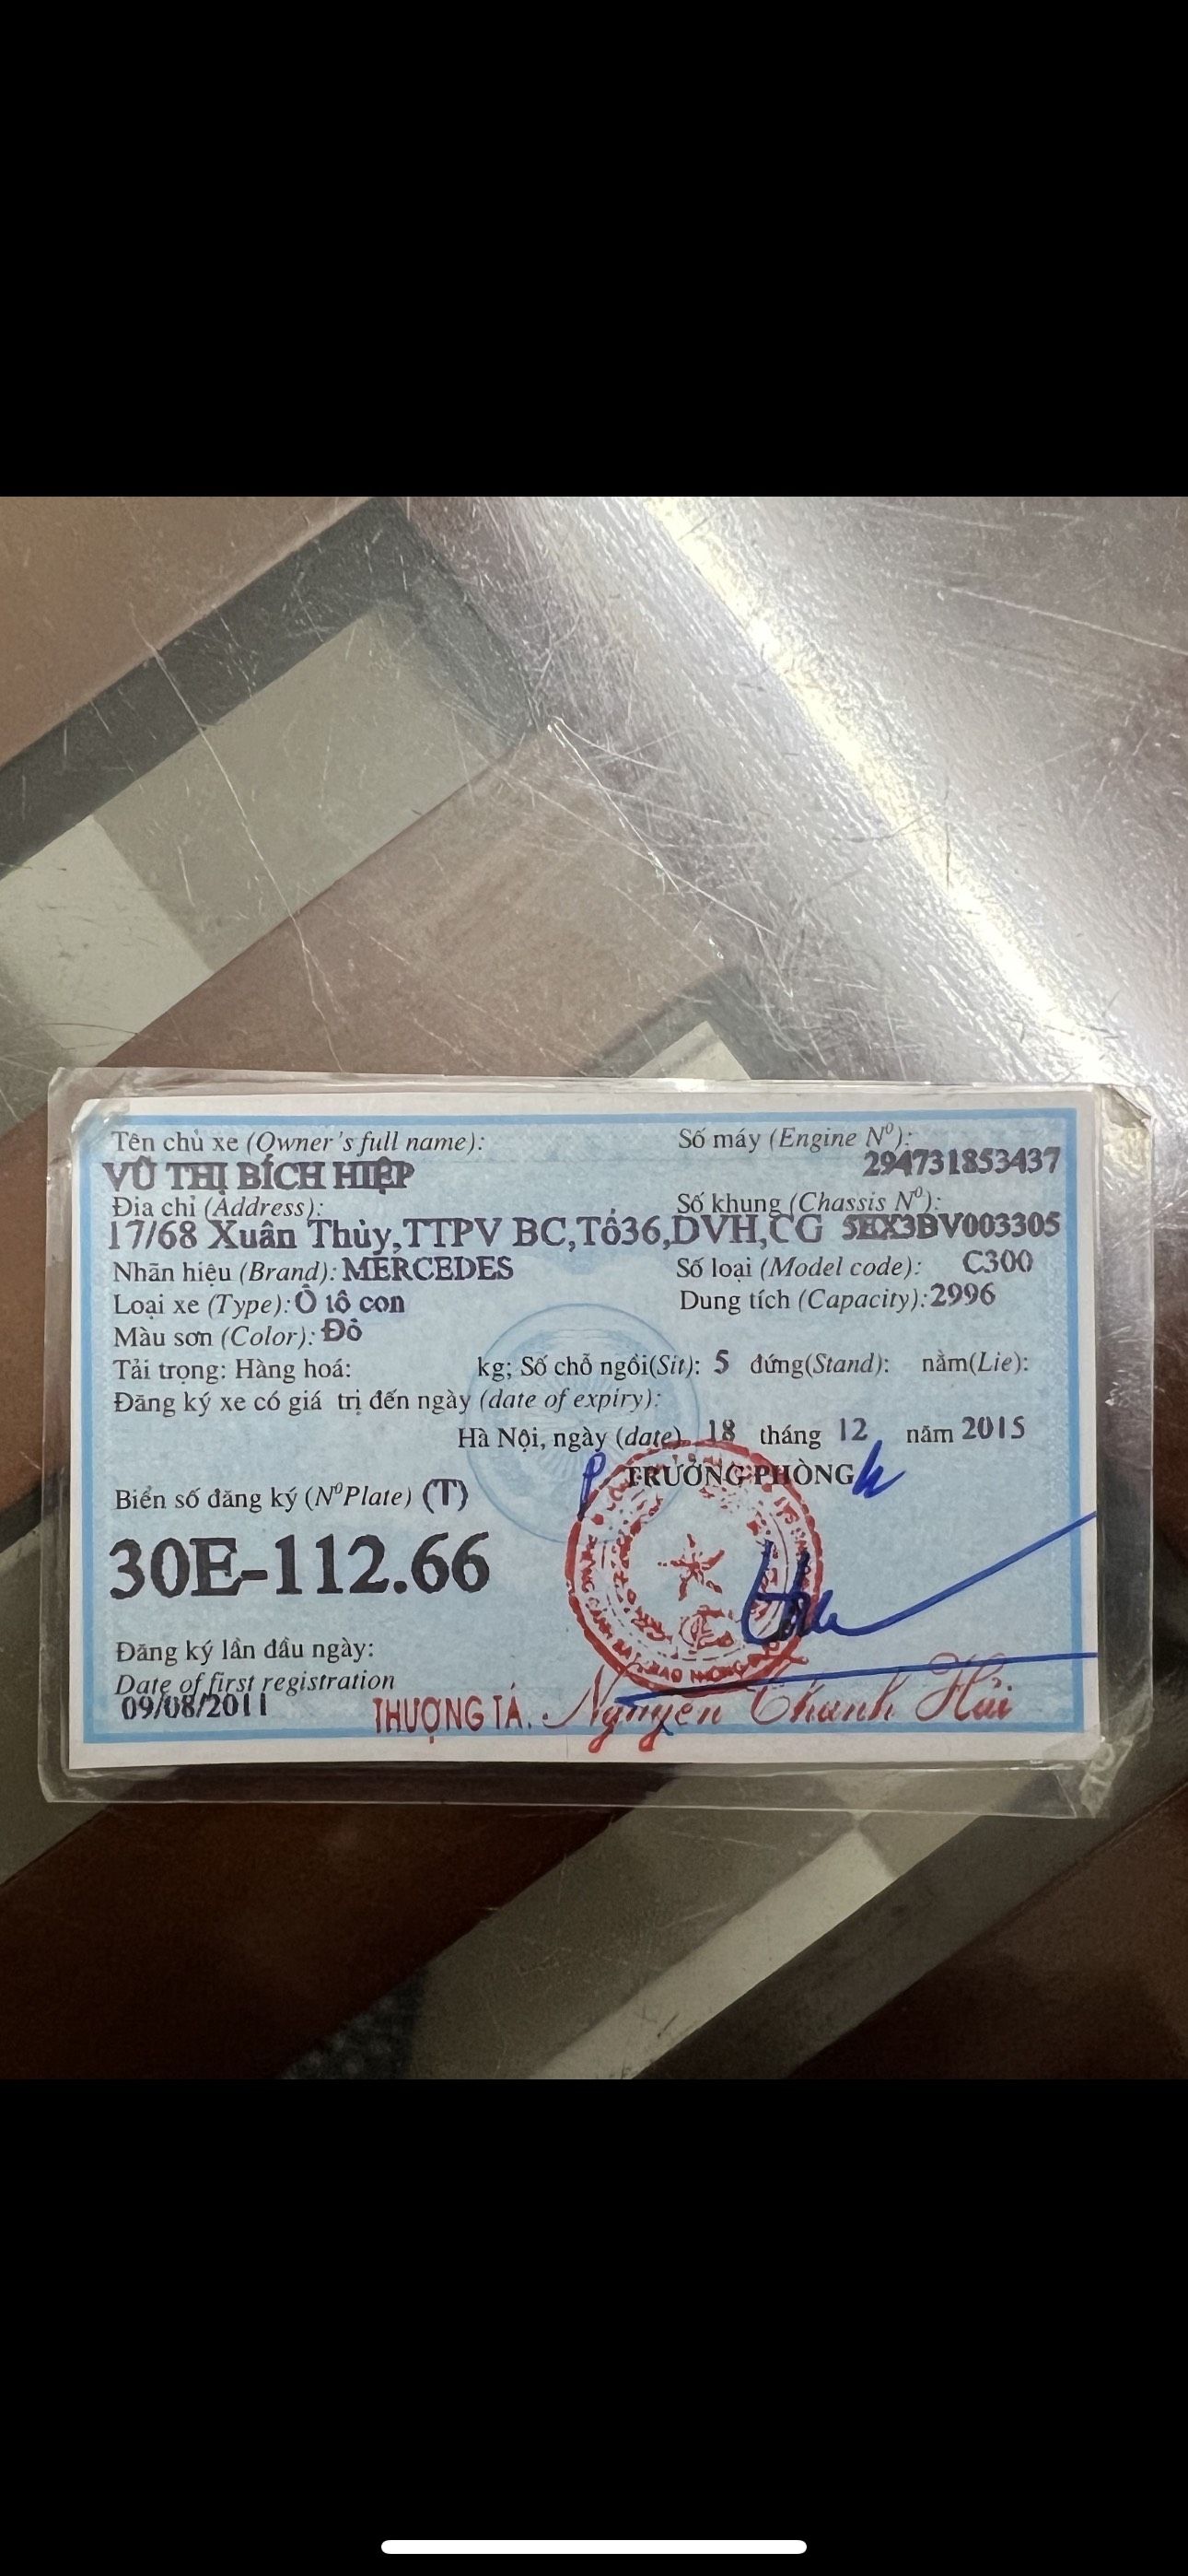 Tên chủ xe (Owner's full name):
VŨ THỊ BÍCH HIỆP
Số máy (Engine Nº):
294731853437
Địa chỉ (Address):
17/68 Xuân Thủy,TTPV BC,Tổ36,DVH,CG
Số khung (Chassis Nº):
5HX3BV003305
Nhãn hiệu (Brand): MERCEDES
Số loại (Model code): C300
Loại xe (Type): Ô tô con
Dung tích (Capacity): 2996
Màu sơn (Color): Đỏ
Tải trọng: Hàng hoá: kg; Số chỗ ngồi(Sit): 5 đứng(Stand): nằm(Lie):
Đăng ký xe có giá trị đến ngày (date of expiry):
Hà Nội, ngày (date) 18 tháng 12 năm 2015
TRƯỞNG PHÒNG
Biển số đăng ký (NºPlate) (T)
30E-112.66
Đăng ký lần đầu ngày:
Date of first registration
09/08/2011
THƯỢNG TÁ. Nguyễn Thanh Hải